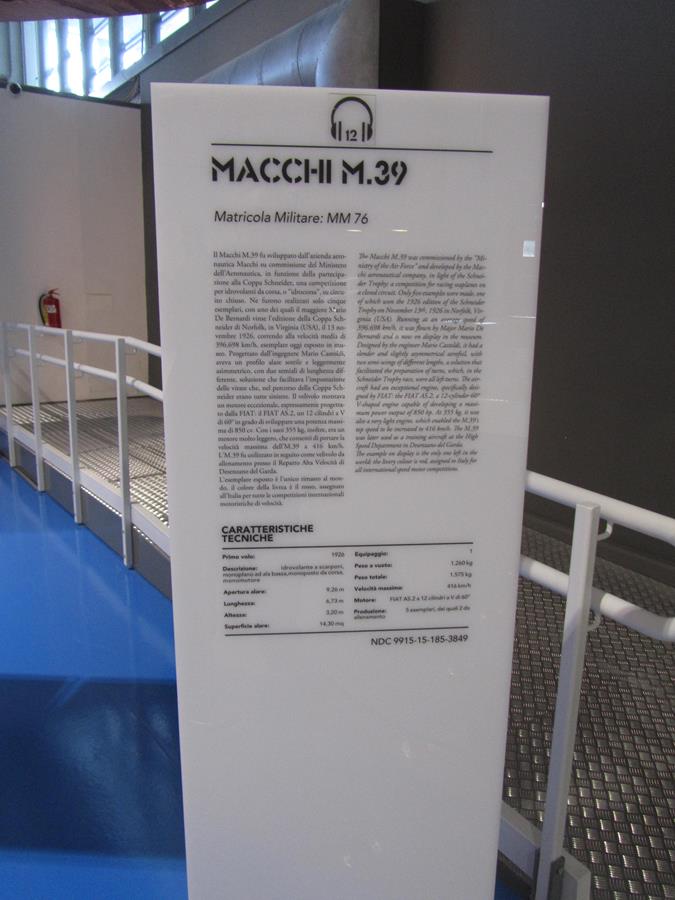 12
MACCHI M.39
Matricola Militare: MM 76
Il Macchi M.39 fu sviluppato dall'azienda aero-
nautica Macchi su commissione del Ministero
dell'Aeronautica, in funzione della partecipa-
zione alla Coppa Schneider, una competizione
per idrovolanti da corsa, o "idrocorsa", su circu-
ito chiuso. Ne furono realizzati solo cinque
esemplari, con uno dei quali il maggiore Mario
De Bernardi vinse l'edizione della Coppa Sch-
neider di Norfolk, in Virginia (USA), il 13 no-
vembre 1926, correndo alla velocità media di
396,698 km/h, esemplare oggi esposto in mu-
seo. Progettato dall'ingegnere Mario Castoldi,
aveva un profilo alare sottile e leggermente
asimmetrico, con due semiali di lunghezza dif-
ferente, soluzione che facilitava l'impostazione
delle virate che, nel percorso della Coppa Sch-
neider erano tutte sinistre. Il velivolo montava
un motore eccezionale, espressamente progetta-
to dalla FIAT: il FIAT AS.2, un 12 cilindri a V
di 60° in grado di sviluppare una potenza massi-
ma di 850 cv. Con i suoi 355 kg, inoltre, era un
motore molto leggero, che consentì di portare la
velocità massima dell'M.39 a 416 km/h.
L'M.39 fu utilizzato in seguito come velivolo da
allenamento presso il Reparto Alta Velocità di
Desenzano del Garda.
L'esemplare esposto è l'unico rimasto al mon-
do, il colore della livrea è il rosso, assegnato
all'Italia per tutte le competizioni internazionali
motoristiche di velocità.
The Macchi M.39 was commissioned by the "Mi-
nistry of the Air Force" and developed by the Mac-
chi aeronautical company, in light of the Schnei-
der Trophy: a competition for racing seaplanes on
a closed circuit. Only five examples were made, one
of which won the 1926 edition of the Schneider
Trophy on November 13th, 1926 in Norfolk, Vir-
ginia (USA). Running at an average speed of
396.698 km/h, it was flown by Major Mario De
Bernardi and is now on display in the museum.
Designed by the engineer Mario Castoldi, it had a
slender and slightly asymmetrical aerofoil, with
two semi-wings of different lengths, a solution that
facilitated the preparation of turns, which, in the
Schneider Trophy race, were all left turns. The air-
craft had an exceptional engine, specifically desi-
gned by FIAT: the FIAT AS.2, a 12-cylinder 60°
V-shaped engine capable of developing a maxi-
mum power output of 850 hp. At 355 kg, it was
also a very light engine, which enabled the M.39's
top speed to be increased to 416 km/h. The M.39
was later used as a training aircraft at the High
Speed Department in Desenzano del Garda.
The example on display is the only one left in the
world: the livery colour is red, assigned to Italy for
all international speed motor competitions.
CARATTERISTICHE
TECNICHE
Primo volo: 1926
Descrizione: idrovolante a scarponi,
monoplano ad ala bassa,monoposto da corsa,
monomotore
Apertura alare: 9,26 m
Lunghezza: 6,73 m
Altezza: 3,20 m
Superficie alare: 14,30 mq
Equipaggio: 1
Peso a vuoto: 1.260 kg
Peso totale: 1.575 kg
Velocità massima: 416 km/h
Motore: FIAT AS.2 a 12 cilindri a V di 60°
Produzione: 5 esemplari, dei quali 2 da
allenamento
NDC 9915-15-185-3849